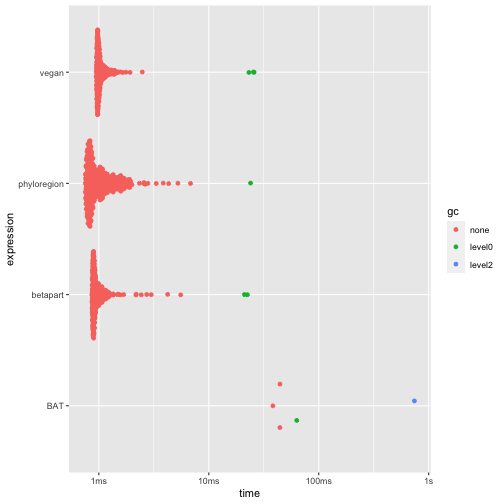 vegan
phyloregion
betapart
BAT
expression
1ms
10ms
100ms
1s
time
gc
none
level0
level2